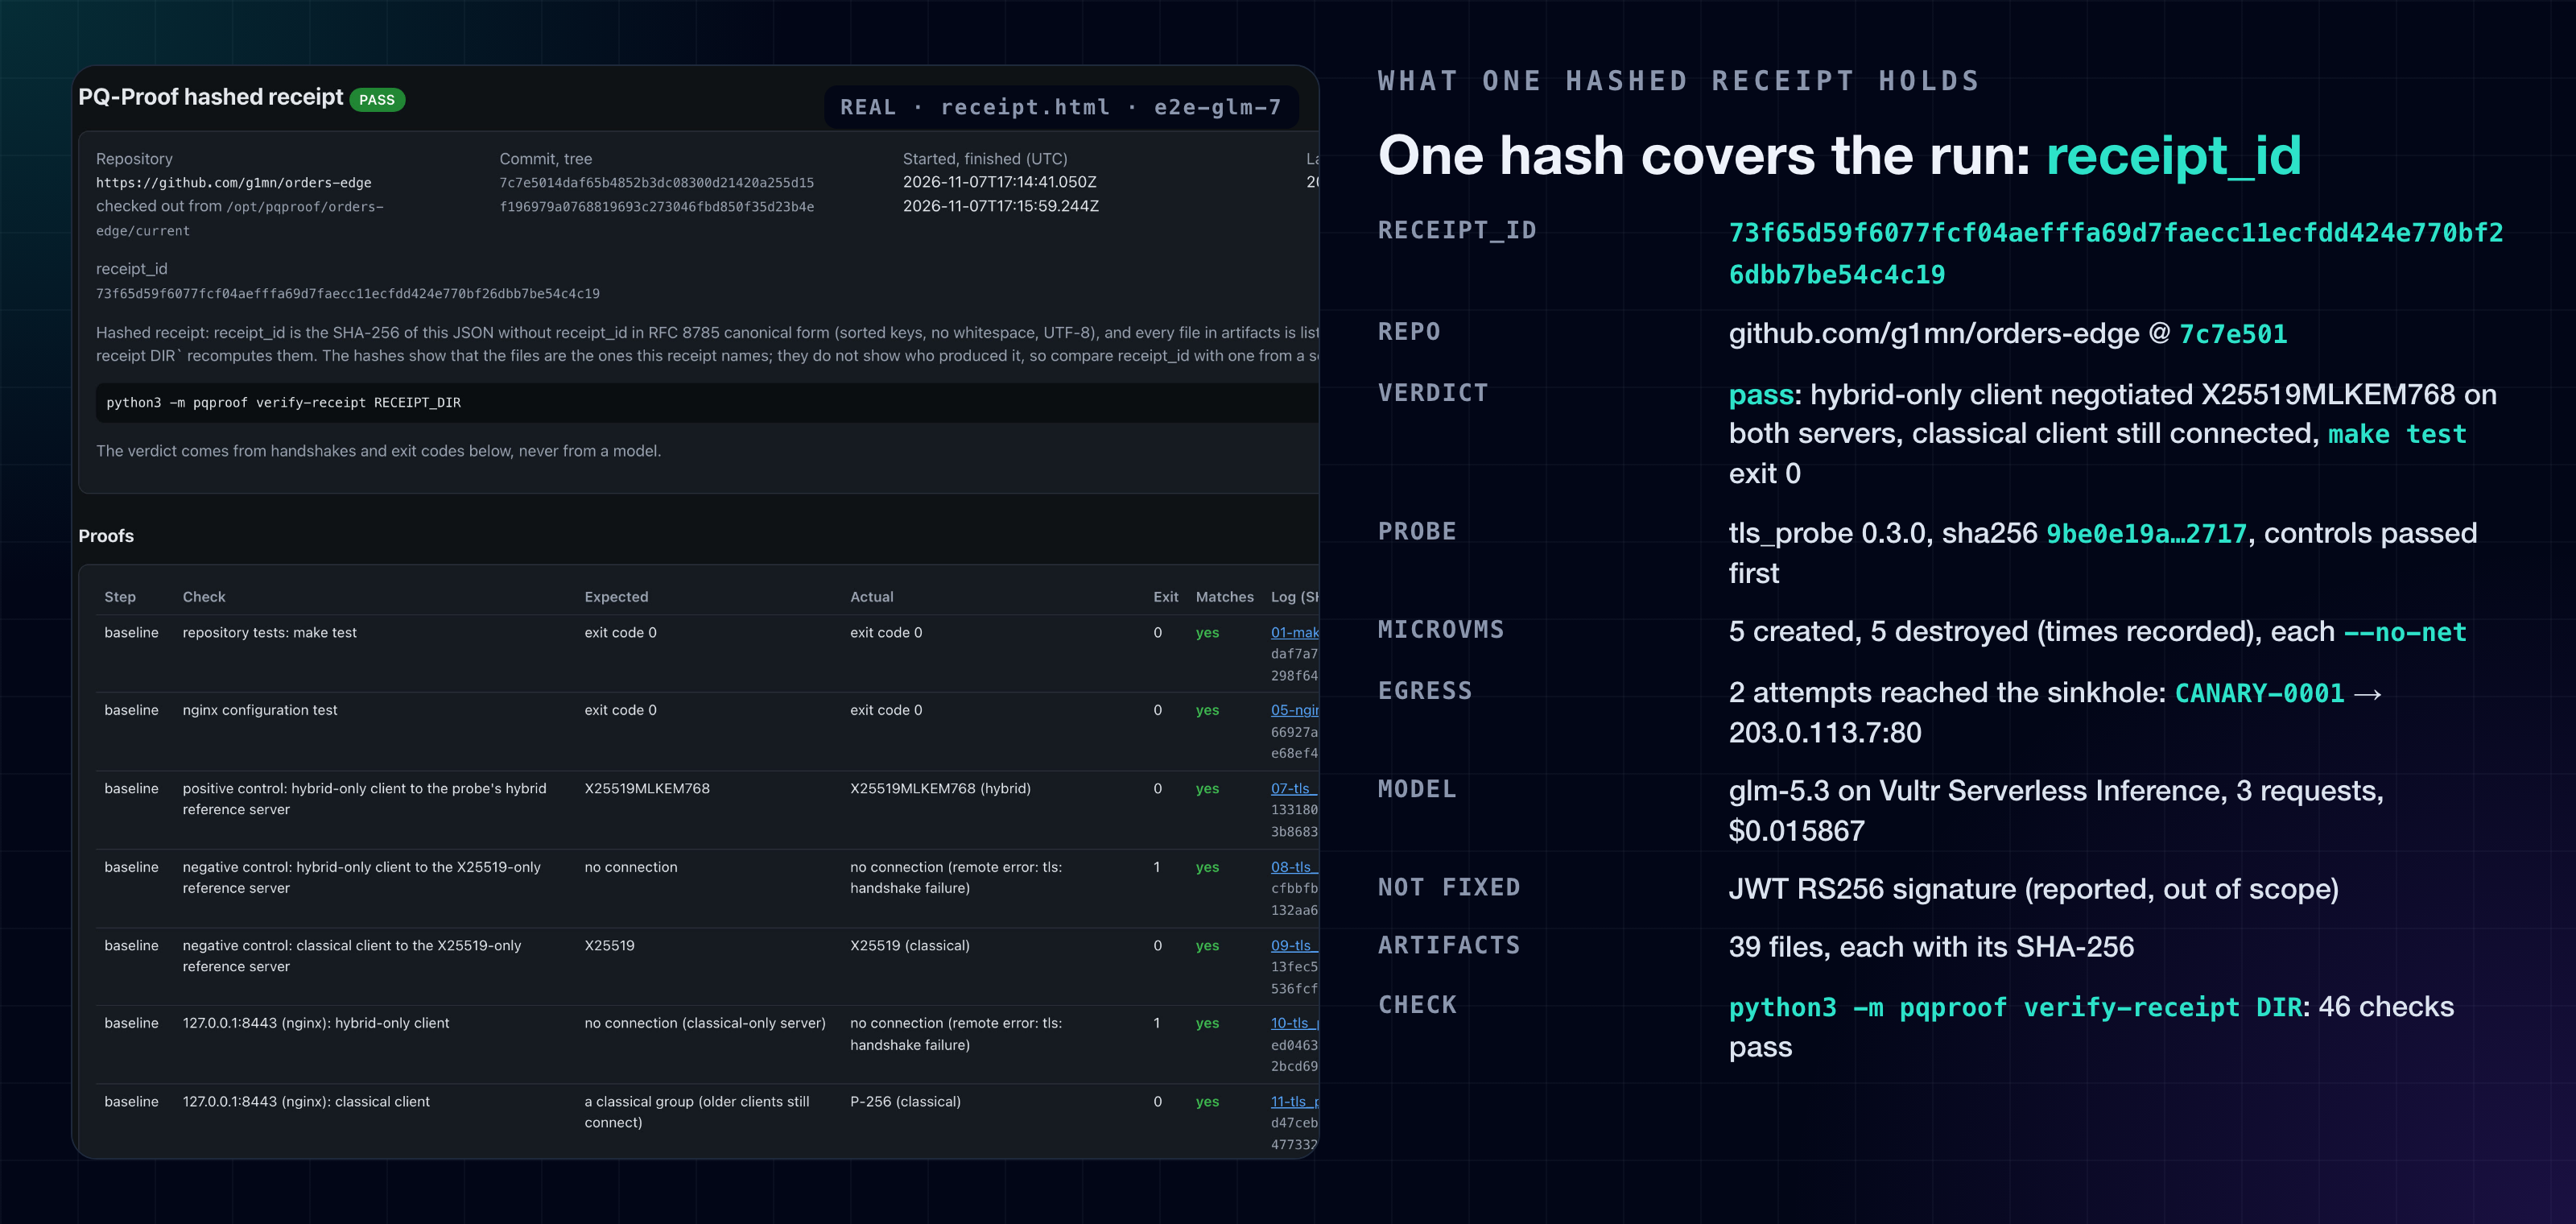 PQ-Proof hashed receipt PASS
REAL · receipt.html · e2e-glm-7
Repository
https://github.com/g1mn/orders-edge
checked out from /opt/pqproof/orders-
edge/current
Commit, tree
7c7e5014daf65b4852b3dc08300d21420a255d15
f196979a0768819693c273046fbd850f35d23b4e
Started, finished (UTC)
2026-11-07T17:14:41.050Z
2026-11-07T17:15:59.244Z
receipt_id
73f65d59f6077fcf04aefffa69d7faecc11ecfdd424e770bf26dbb7be54c4c19
Hashed receipt: receipt_id is the SHA-256 of this JSON without receipt_id in RFC 8785 canonical form (sorted keys, no whitespace, UTF-8), and every file in artifacts is list
receipt DIR` recomputes them. The hashes show that the files are the ones this receipt names; they do not show who produced it, so compare receipt_id with one from a
python3 -m pqproof verify-receipt RECEIPT_DIR
The verdict comes from handshakes and exit codes below, never from a model.
Proofs
Step Check Expected Actual Exit Matches Log
baseline repository tests: make test exit code 0 exit code 0 0 yes 01-mak
daf7a7
298f64
baseline nginx configuration test exit code 0 exit code 0 0 yes 05-ngi
66927a
e68ef4
baseline positive control: hybrid-only client to the probe's hybrid X25519MLKEM768 X25519MLKEM768 (hybrid) 0 yes 07-tls_
reference server 133180
3b8683
baseline negative control: hybrid-only client to the X25519-only no connection no connection (remote error: tls: 1 yes 08-tls_
reference server handshake failure) cfbbfb
132aa6
baseline negative control: classical client to the X25519-only X25519 X25519 (classical) 0 yes 09-tls_
reference server 13fec5
536fcf
baseline 127.0.0.1:8443 (nginx): hybrid-only client no connection (classical-only server) no connection (remote error: tls: 1 yes 10-tls_
handshake failure) ed0463
2bcd69
baseline 127.0.0.1:8443 (nginx): classical client a classical group (older clients still P-256 (classical) 0 yes 11-tls_
connect) d47ceb
477332
WHAT ONE HASHED RECEIPT HOLDS
One hash covers the run: receipt_id
RECEIPT_ID 73f65d59f6077fcf04aefffa69d7faecc11ecfdd424e770bf2
6dbb7be54c4c19
REPO github.com/g1mn/orders-edge @ 7c7e501
VERDICT pass: hybrid-only client negotiated X25519MLKEM768 on
both servers, classical client still connected, make test
exit 0
PROBE tls_probe 0.3.0, sha256 9be0e19a…2717, controls passed
first
MICROVMS 5 created, 5 destroyed (times recorded), each --no-net
EGRESS 2 attempts reached the sinkhole: CANARY-0001 →
203.0.113.7:80
MODEL glm-5.3 on Vultr Serverless Inference, 3 requests,
$0.015867
NOT FIXED JWT RS256 signature (reported, out of scope)
ARTIFACTS 39 files, each with its SHA-256
CHECK python3 -m pqproof verify-receipt DIR: 46 checks
pass